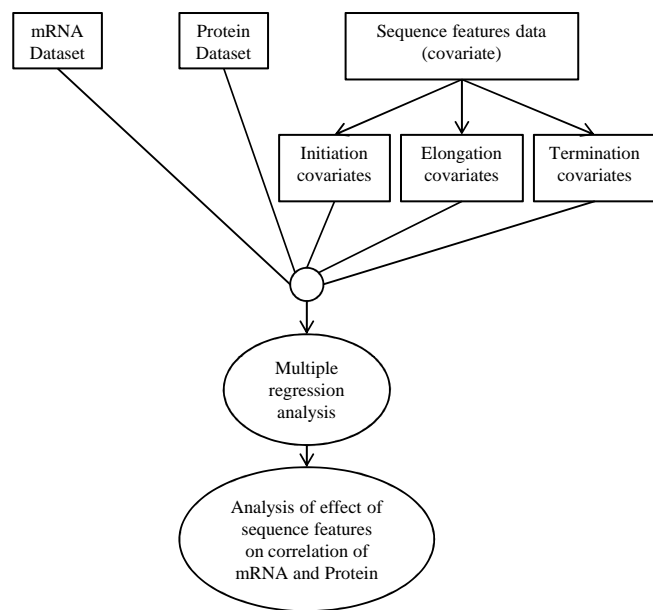 mRNA
Dataset
Protein
Dataset
Sequence features data
(covariate)
Initiation
covariates
Elongation
covariates
Termination
covariates
Multiple
regression
analysis
Analysis of effect of
sequence features
on correlation of
mRNA and Protein